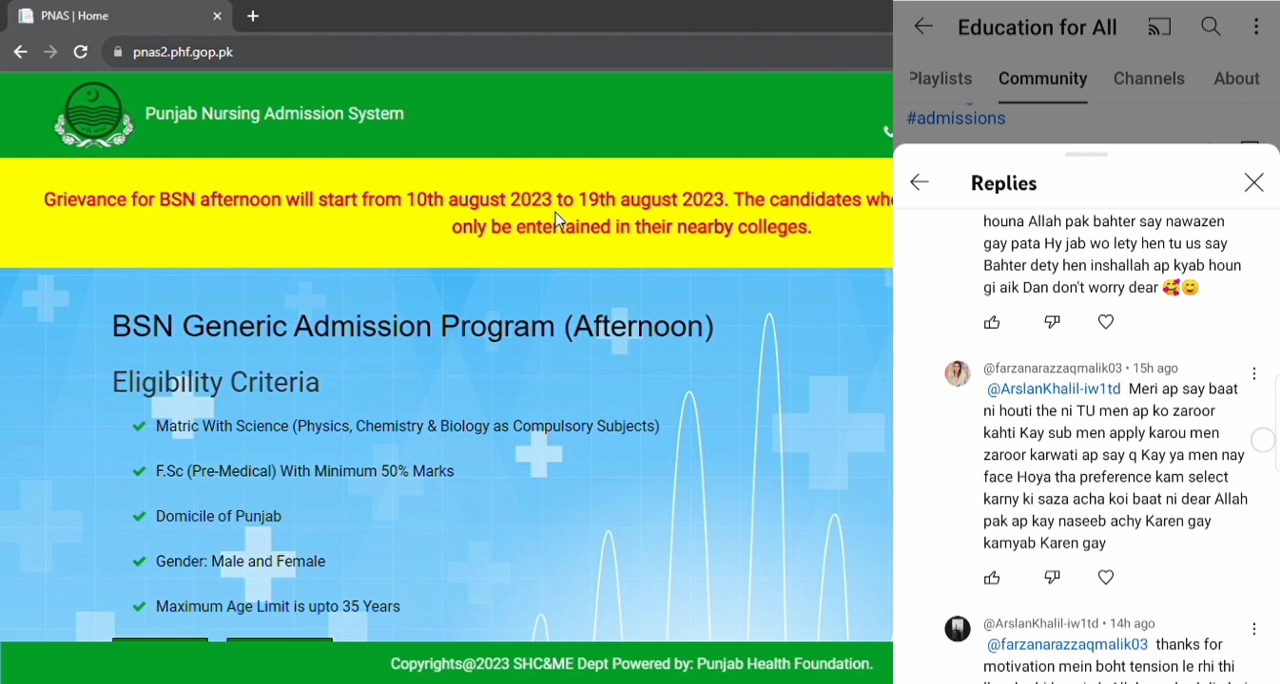 PNAS | Home
pnas2.phf.gop.pk
Punjab Nursing Admission System
Grievance for BSN afternoon will start from 10th august 2023 to 19th august 2023. The candidates
only be entertained in their nearby colleges.
BSN Generic Admission Program (Afternoon)
Eligibility Criteria
Matric With Science (Physics, Chemistry & Biology as Compulsory Subjects)
F.Sc (Pre-Medical) With Minimum 50% Marks
Domicile of Punjab
Gender: Male and Female
Maximum Age Limit is upto 35 Years
Copyrights@2023 SHC&ME Dept Powered by: Punjab Health Foundation.
Education for All
Playlists Community Channels About
#admissions
Replies
houna Allah pak bahter say nawazen
gay pata Hy jab wo lety hen tu us say
Bahter dety hen inshallah ap kyab houn
gi aik Dan don't worry dear 🥰😊
@farzanarazzaqmalik03 • 15h ago
@ArslanKhalil-iw1td Meri ap say baat
ni houti the ni TU men ap ko zaroor
kahti Kay sub men apply karou men
zaroor karwati ap say q Kay ya men nay
face Hoya tha preference kam select
karny ki saza acha koi baat ni dear Allah
pak ap kay naseeb achy Karen gay
kamyab Karen gay
@ArslanKhalil-iw1td • 14h ago
@farzanarazzaqmalik03 thanks for
motivation mein boht tension le rhi thi